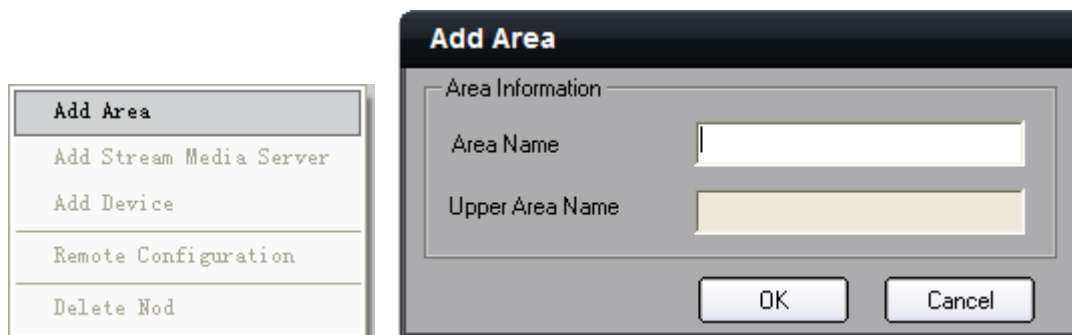 Add Area
Add Stream Media Server
Add Device
Remote Configuration
Delete Nod
Add Area
Area Information
Area Name
Upper Area Name
OK Cancel